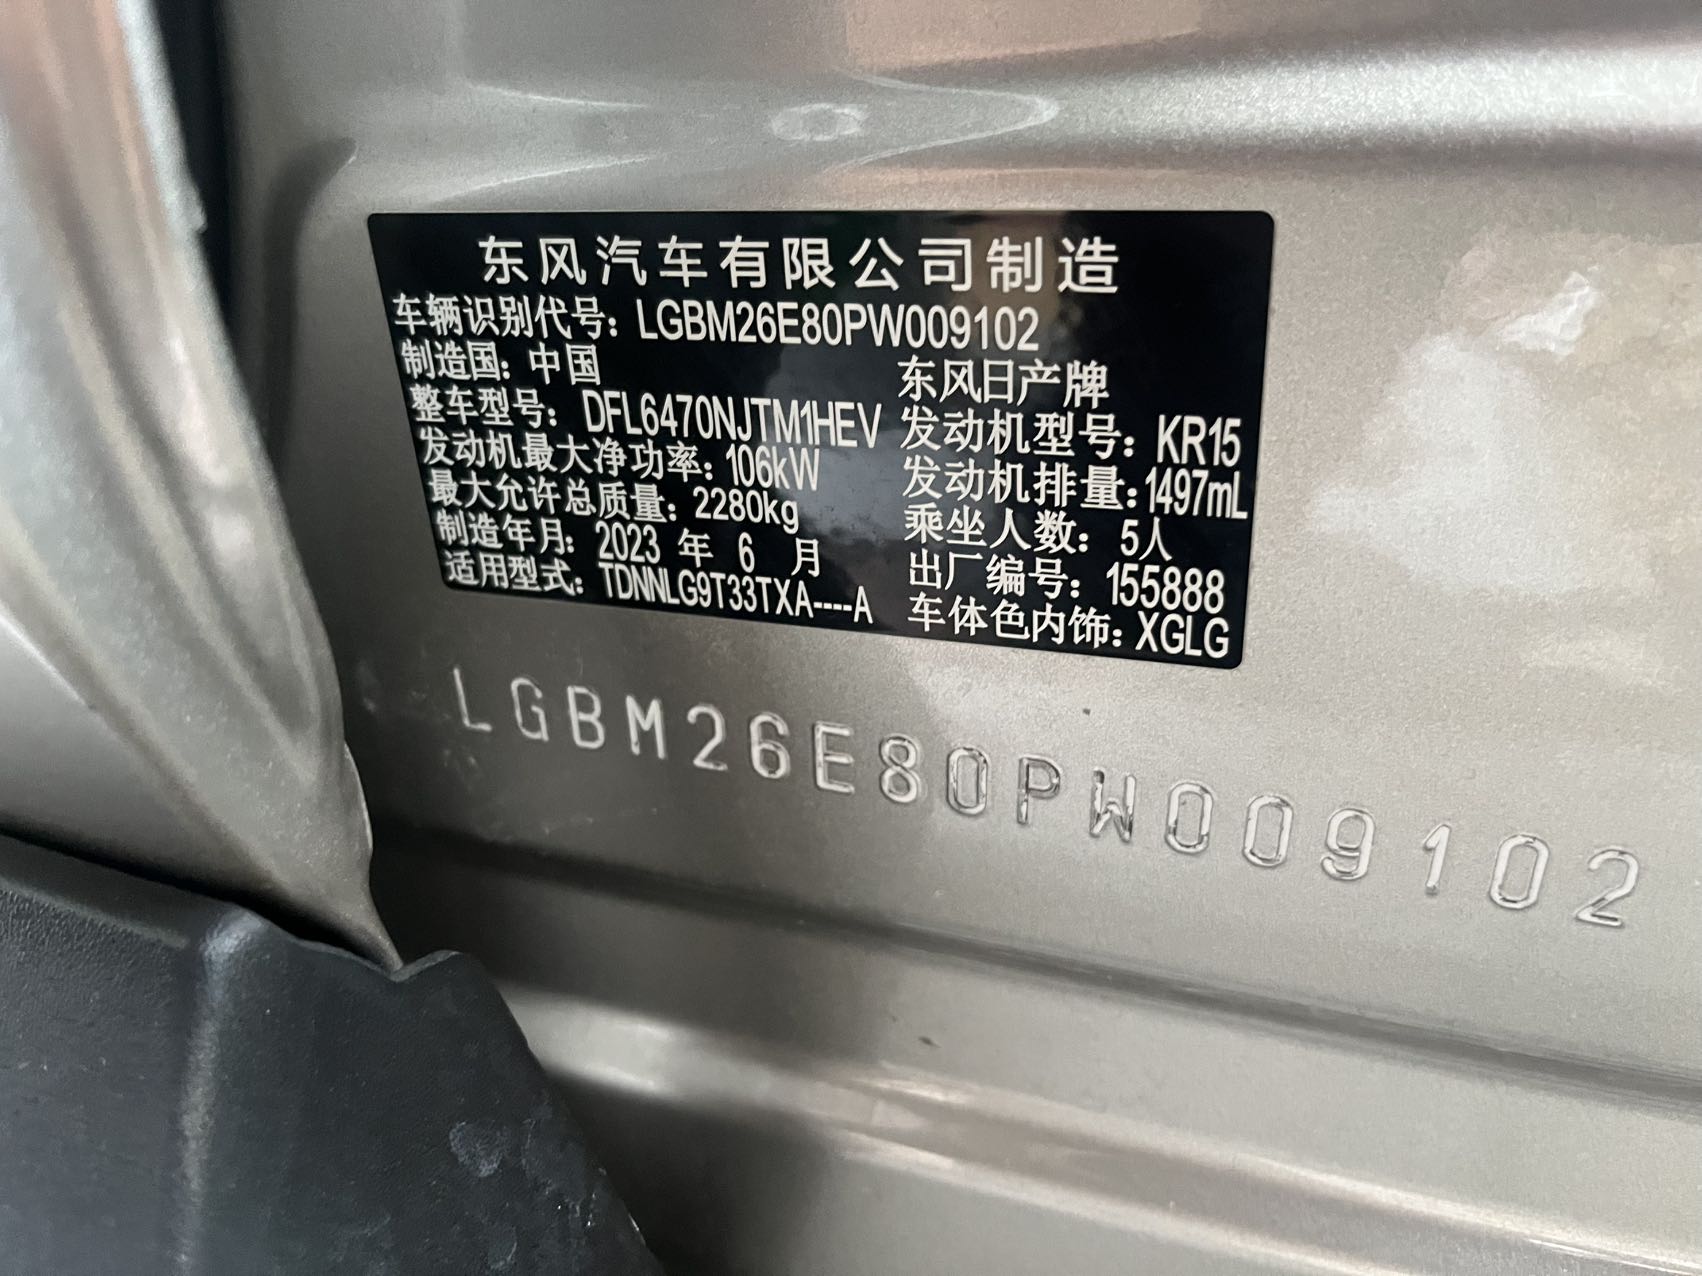 东风汽车有限公司制造
车辆识别代号：LGBM26E80PW009102
制造国：中国 东风日产牌
整车型号：DFL6470NJTM1HEV 发动机型号：KR15
发动机最大净功率：106kW 发动机排量：1497mL
最大允许总质量：2280kg 乘坐人数：5人
制造年月：2023 年 6 月 出厂编号：155888
适用型式：TDNNLG9T33TXA----A 车体色内饰：XGLG
LGBM26E80PW009102